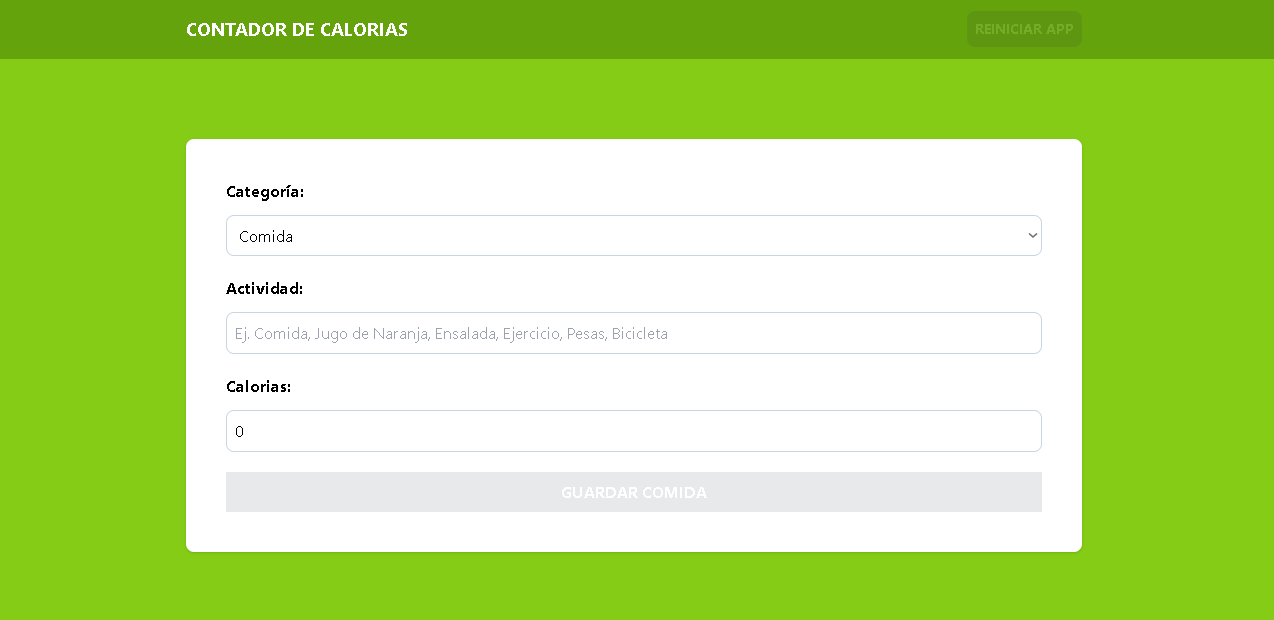 CONTADOR DE CALORIAS
REINICIAR APP
Categoría:
Comida
Actividad:
Ej. Comida, Jugo de Naranja, Ensalada, Ejercicio, Pesas, Bicicleta
Calorias:
0
GUARDAR COMIDA